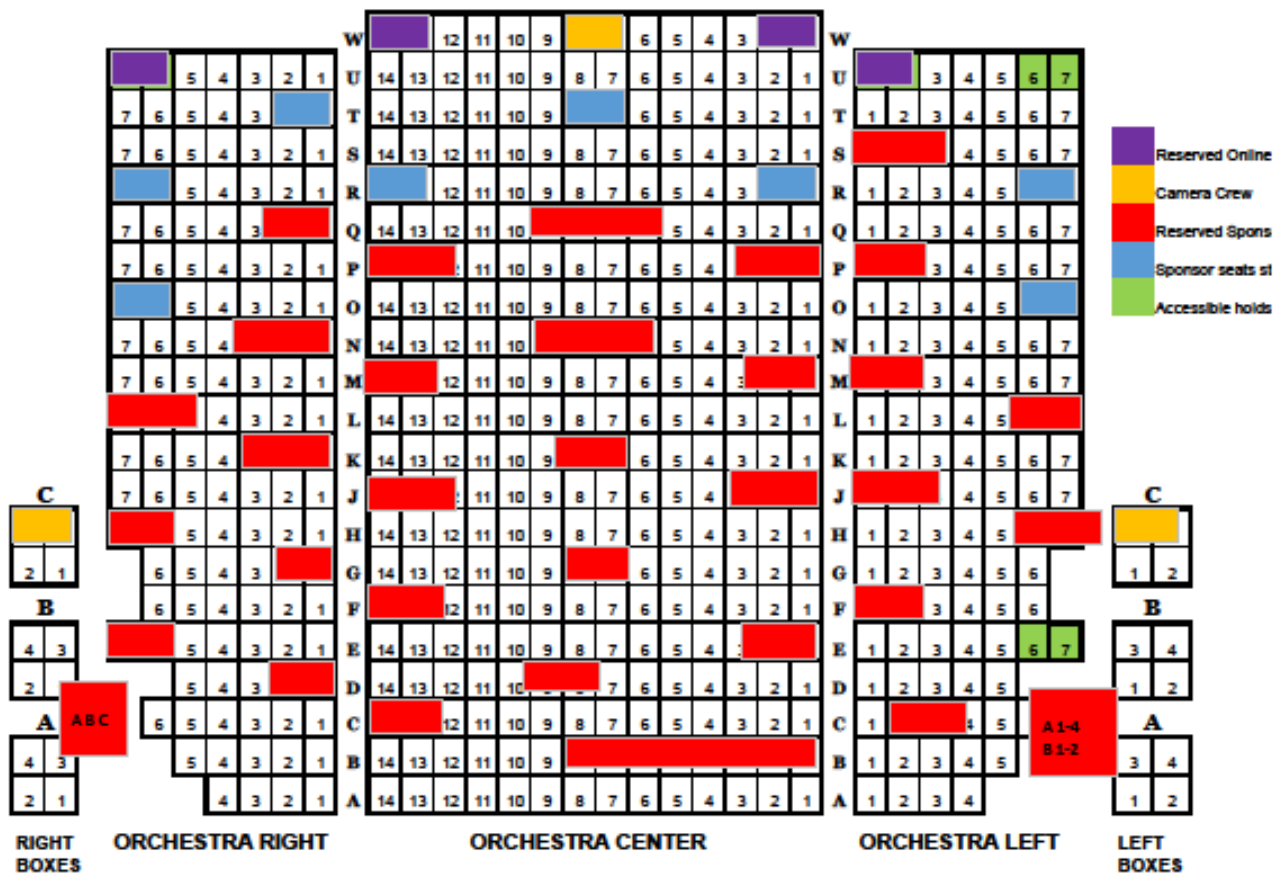 W 12 11 10 9 6 5 4 3 W
5 4 3 2 1 U 14 13 12 11 10 9 8 7 6 5 4 3 2 1 U 3 4 5 6 7
7 6 5 4 3 T 14 13 12 11 10 9 6 5 4 3 2 1 T 1 2 3 4 5 6 7
7 6 5 4 3 2 1 S 14 13 12 11 10 9 8 7 6 5 4 3 2 1 S 4 5 6 7
5 4 3 2 1 R 12 11 10 9 8 7 6 5 4 3 R 1 2 3 4 5
7 6 5 4 3 Q 14 13 12 11 10 5 4 3 2 1 Q 1 2 3 4 5 6 7
7 6 5 4 3 2 1 P 11 10 9 8 7 6 5 4 P 3 4 5 6 7
5 4 3 2 1 O 14 13 12 11 10 9 8 7 6 5 4 3 2 1 O 1 2 3 4 5
7 6 5 4 N 14 13 12 11 10 5 4 3 2 1 N 1 2 3 4 5 6 7
7 6 5 4 3 2 1 M 12 11 10 9 8 7 6 5 4 M 3 4 5 6 7
4 3 2 1 L 14 13 12 11 10 9 8 7 6 5 4 3 2 1 L 1 2 3 4 5
7 6 5 4 K 14 13 12 11 10 9 6 5 4 3 2 1 K 1 2 3 4 5 6 7
7 6 5 4 3 2 1 J 11 10 9 8 7 6 5 4 J 4 5 6 7
5 4 3 2 1 H 14 13 12 11 10 9 8 7 6 5 4 3 2 1 H 1 2 3 4 5
6 5 4 3 G 14 13 12 11 10 9 6 5 4 3 2 1 G 1 2 3 4 5 6
6 5 4 3 2 1 F 12 11 10 9 8 7 6 5 4 3 2 1 F 3 4 5 6
5 4 3 2 1 E 14 13 12 11 10 9 8 7 6 5 4 E 1 2 3 4 5 6 7
5 4 3 D 14 13 12 11 10 7 6 5 4 3 2 1 D 1 2 3 4 5
6 5 4 3 2 1 C 12 11 10 9 8 7 6 5 4 3 2 1 C 1 4 5
5 4 3 2 1 B 14 13 12 11 10 9 B 1 2 3 4 5
4 3 2 1 A 14 13 12 11 10 9 8 7 6 5 4 3 2 1 A 1 2 3 4
C
2 1
B
4 3
2
A B C
A
4 3
2 1
C
1 2
B
3 4
1 2
A 1-4
B 1-2
A
3 4
1 2
RIGHT
BOXES
ORCHESTRA RIGHT
ORCHESTRA CENTER
ORCHESTRA LEFT
LEFT
BOXES
Reserved Online
Camera Crew
Reserved Spons
Sponsor seats st
Accessible holds